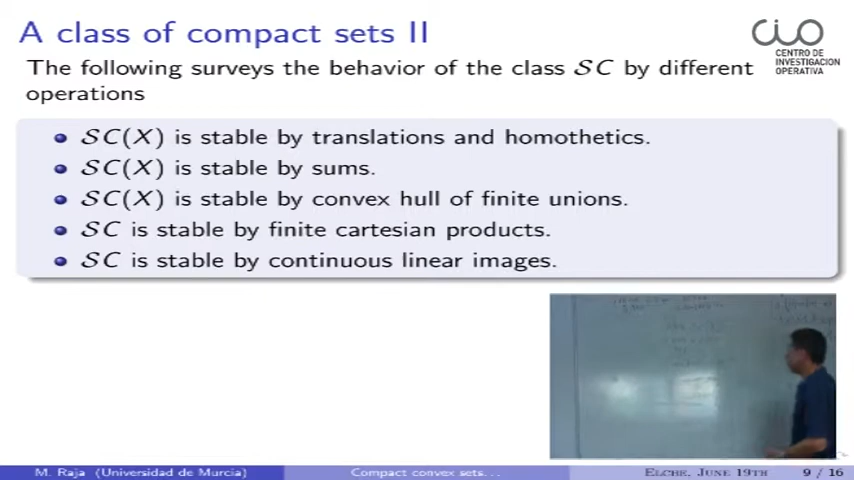 A class of compact sets II
CIO
CENTRO DE
INVESTIGACION
OPERATIVA
The following surveys the behavior of the class SC by different
operations
SC(X) is stable by translations and homothetics.
SC(X) is stable by sums.
SC(X) is stable by convex hull of finite unions.
SC is stable by finite cartesian products.
SC is stable by continuous linear images.
M. Raja (Universidad de Murcia)
Compact convex sets...
Elche, June 19th
9 / 16